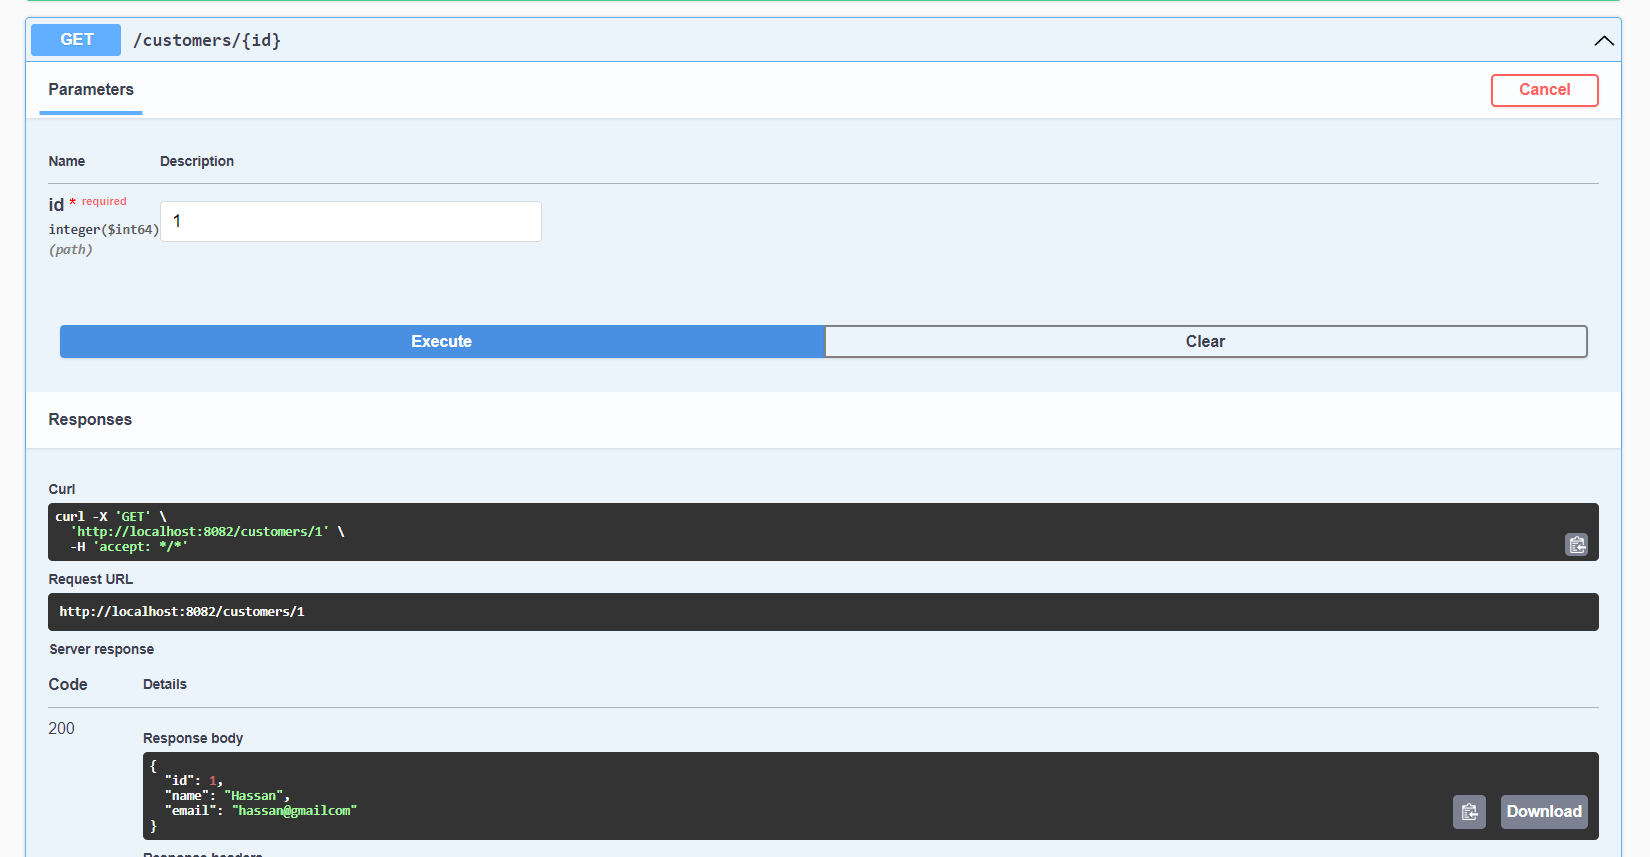 GET /customers/{id}
Parameters
Cancel
Name Description
id * required
integer($int64)
(path)
1
Execute Clear
Responses
Curl
curl -X 'GET' \
'http://localhost:8082/customers/1' \
-H 'accept: */*'
Request URL
http://localhost:8082/customers/1
Server response
Code Details
200
Response body
{
"id": 1,
"name": "Hassan",
"email": "hassan@gmailcom"
}
Download
Response headers